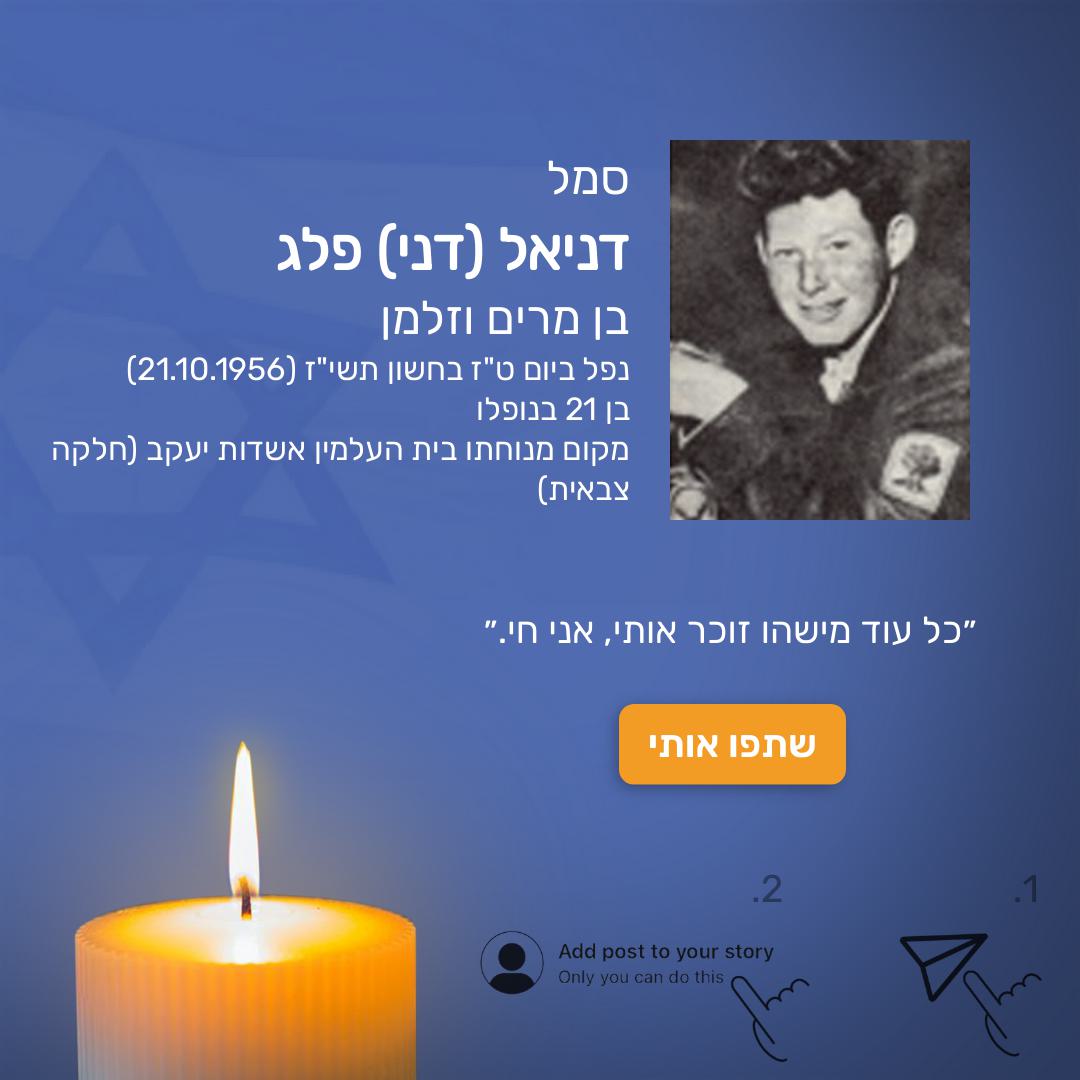 סמל
דניאל (דני) פלג
בן מרים וזלמן
נפל ביום ט"ז בחשון תשי"ז (21.10.1956)
בן 21 בנופלו
מקום מנוחתו בית העלמין אשדות יעקב (חלקה
צבאית)
״כל עוד מישהו זוכר אותי, אני חי.״
שתפו אותי
.1
.2
Add post to your story
Only you can do this